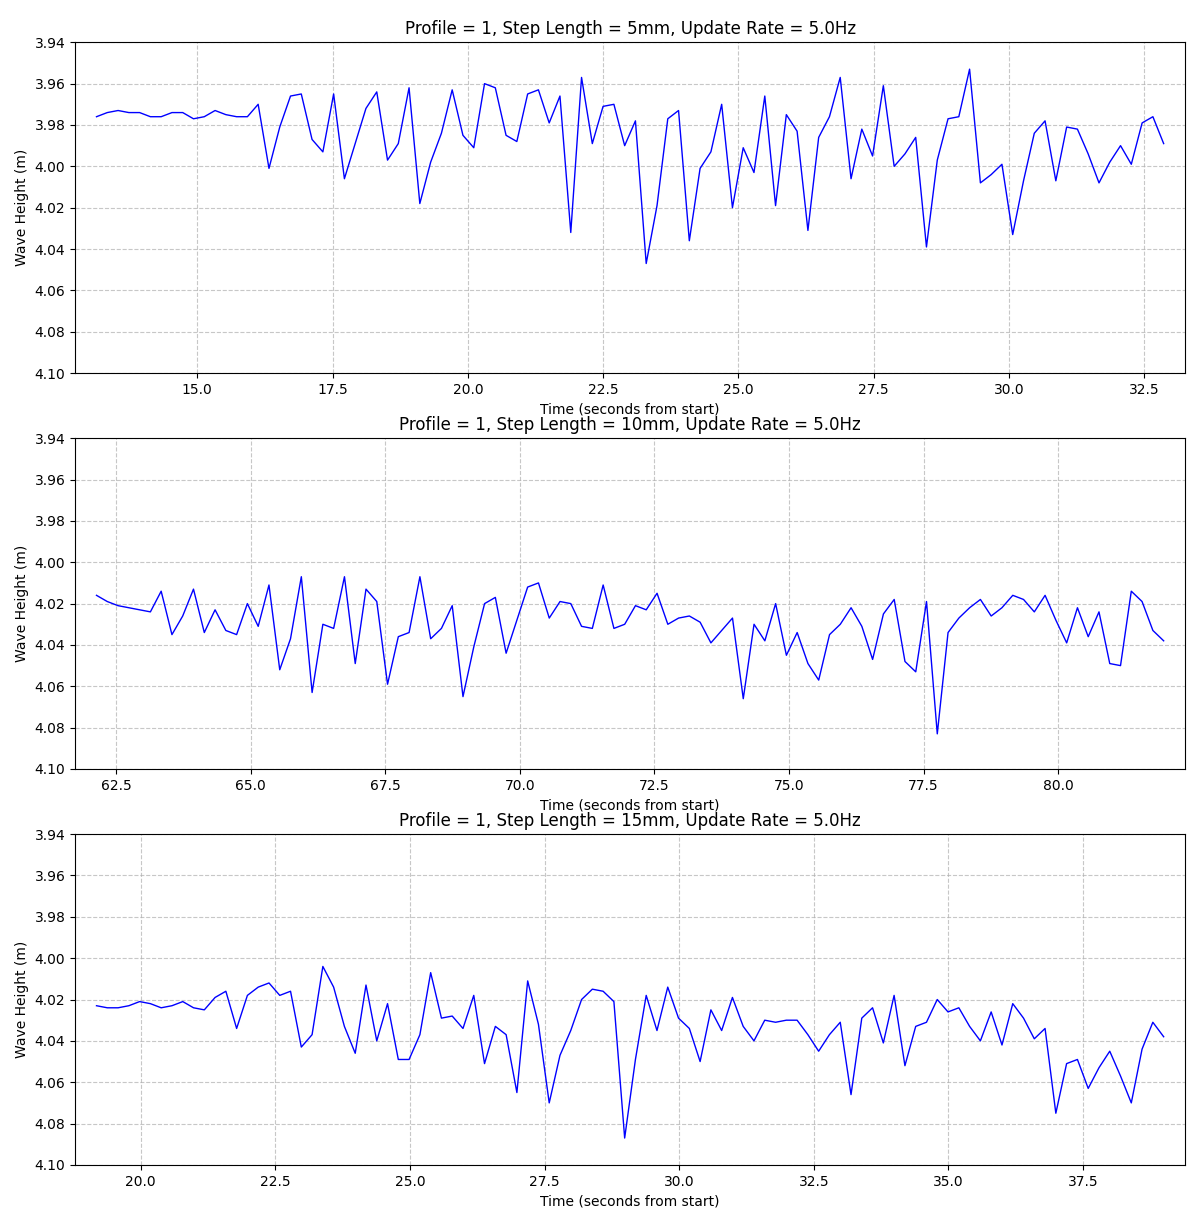 Profile = 1, Step Length = 5mm, Update Rate = 5.0Hz
Wave Height (m)
3.94
3.96
3.98
4.00
4.02
4.04
4.06
4.08
4.10
15.0 17.5 20.0 22.5 25.0 27.5 30.0 32.5
Time (seconds from start)
Profile = 1, Step Length = 10mm, Update Rate = 5.0Hz
Wave Height (m)
3.94
3.96
3.98
4.00
4.02
4.04
4.06
4.08
4.10
62.5 65.0 67.5 70.0 72.5 75.0 77.5 80.0
Time (seconds from start)
Profile = 1, Step Length = 15mm, Update Rate = 5.0Hz
Wave Height (m)
3.94
3.96
3.98
4.00
4.02
4.04
4.06
4.08
4.10
20.0 22.5 25.0 27.5 30.0 32.5 35.0 37.5
Time (seconds from start)